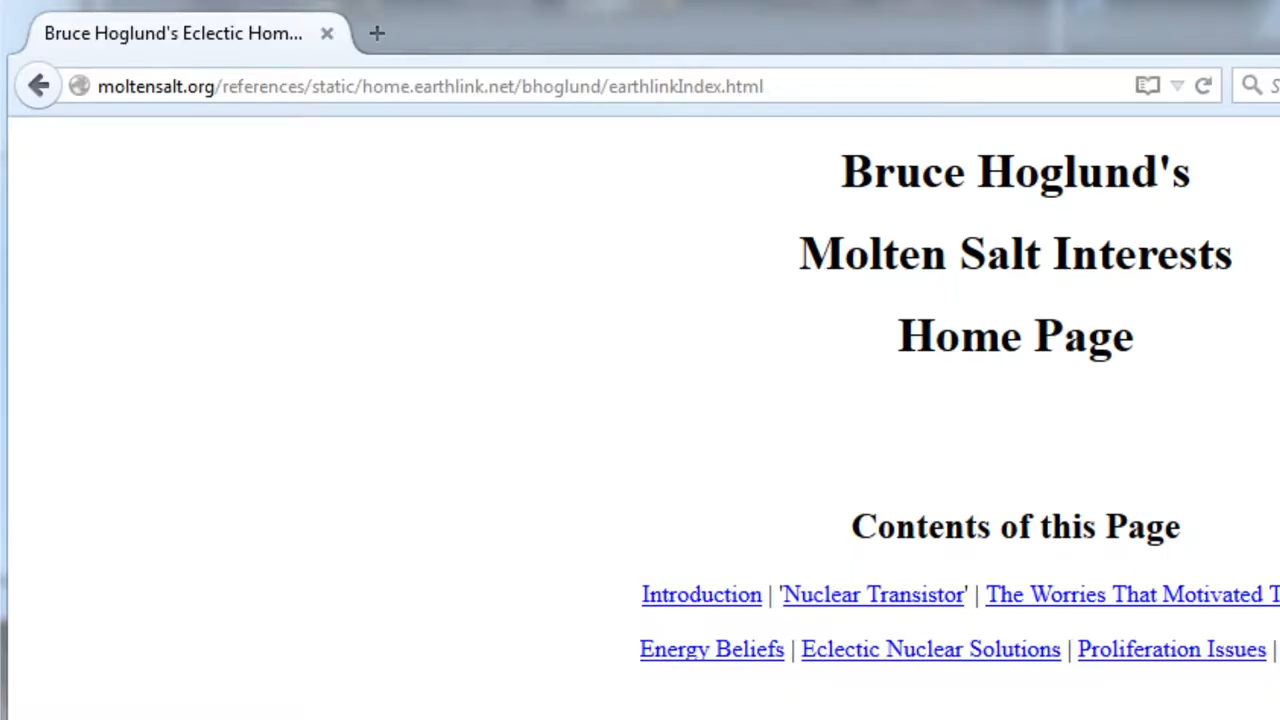 Bruce Hoglund's Eclectic Hom...
moltensalt.org/references/static/home.earthlink.net/bhoglund/earthlinkIndex.html
Bruce Hoglund's
Molten Salt Interests
Home Page
Contents of this Page
Introduction | 'Nuclear Transistor' | The Worries That Motivated T
Energy Beliefs | Eclectic Nuclear Solutions | Proliferation Issues |